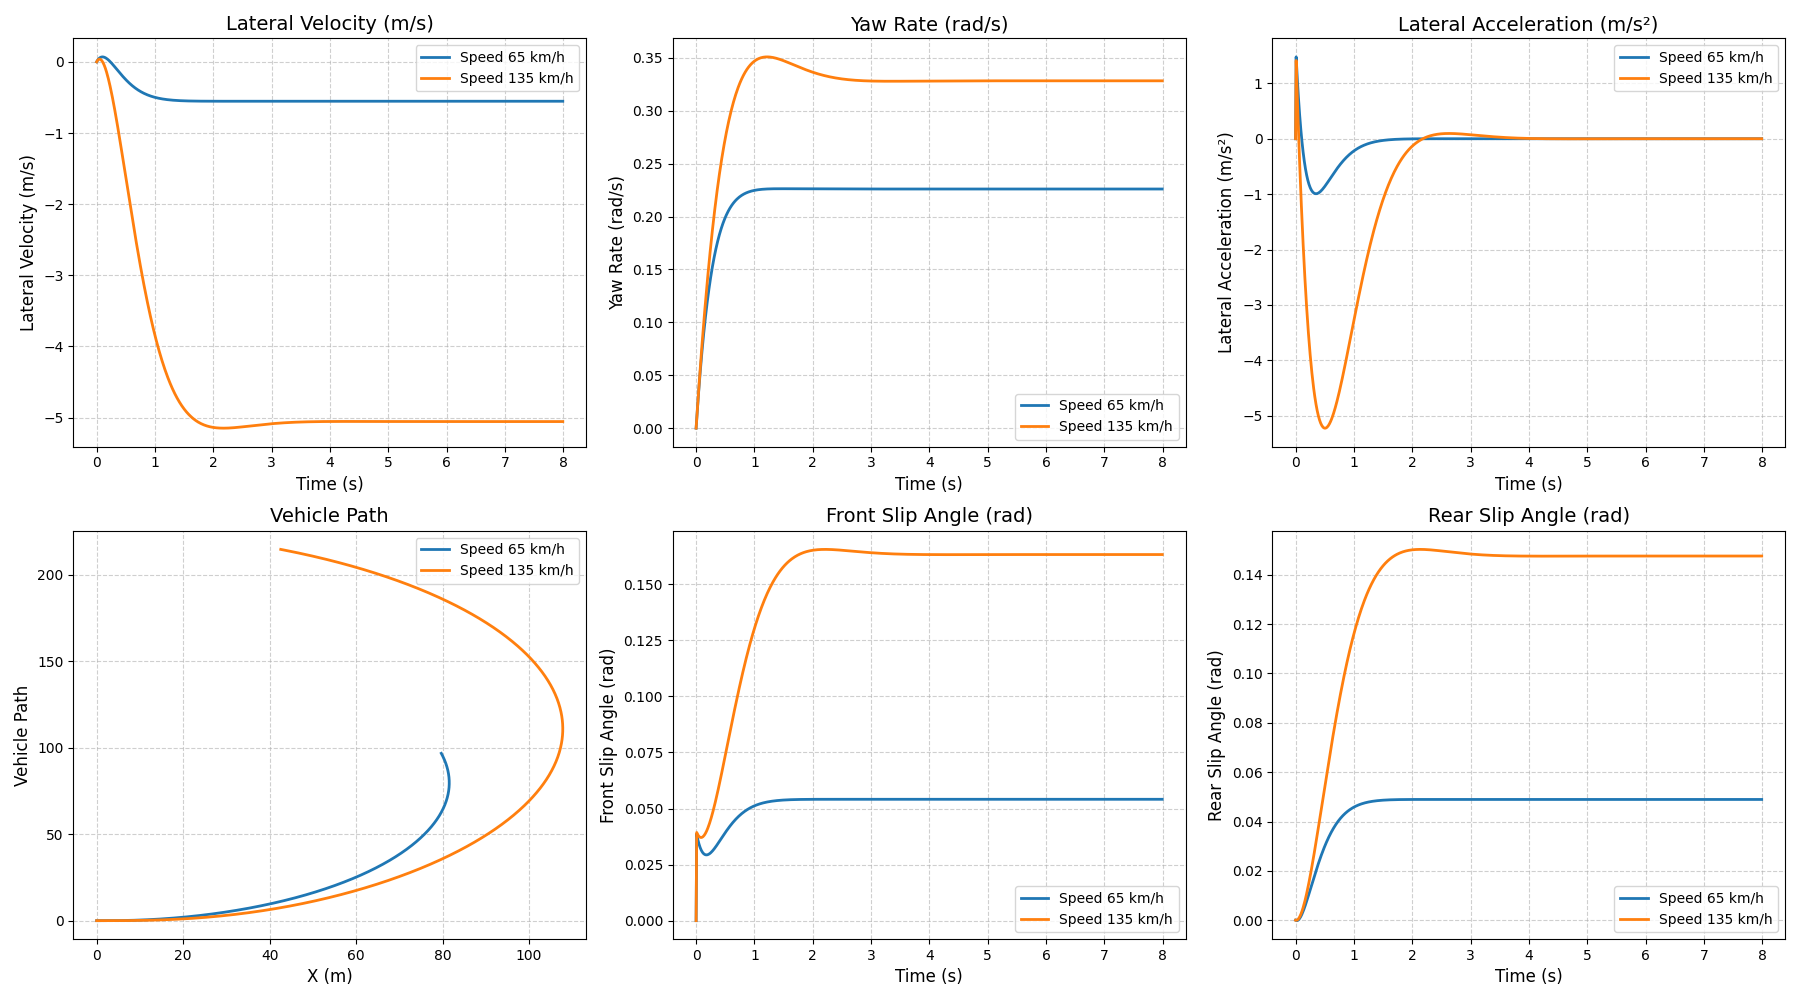 Lateral Velocity (m/s)
Lateral Velocity (m/s)
0
−1
−2
−3
−4
−5
Speed 65 km/h
Speed 135 km/h
0 1 2 3 4 5 6 7 8
Time (s)
Yaw Rate (rad/s)
Yaw Rate (rad/s)
0.35
0.30
0.25
0.20
0.15
0.10
0.05
0.00
Speed 65 km/h
Speed 135 km/h
0 1 2 3 4 5 6 7 8
Time (s)
Lateral Acceleration (m/s²)
Lateral Acceleration (m/s²)
1
0
−1
−2
−3
−4
−5
Speed 65 km/h
Speed 135 km/h
0 1 2 3 4 5 6 7 8
Time (s)
Vehicle Path
Vehicle Path
200
150
100
50
0
Speed 65 km/h
Speed 135 km/h
0 20 40 60 80 100
X (m)
Front Slip Angle (rad)
Front Slip Angle (rad)
0.150
0.125
0.100
0.075
0.050
0.025
0.000
Speed 65 km/h
Speed 135 km/h
0 1 2 3 4 5 6 7 8
Time (s)
Rear Slip Angle (rad)
Rear Slip Angle (rad)
0.14
0.12
0.10
0.08
0.06
0.04
0.02
0.00
Speed 65 km/h
Speed 135 km/h
0 1 2 3 4 5 6 7 8
Time (s)